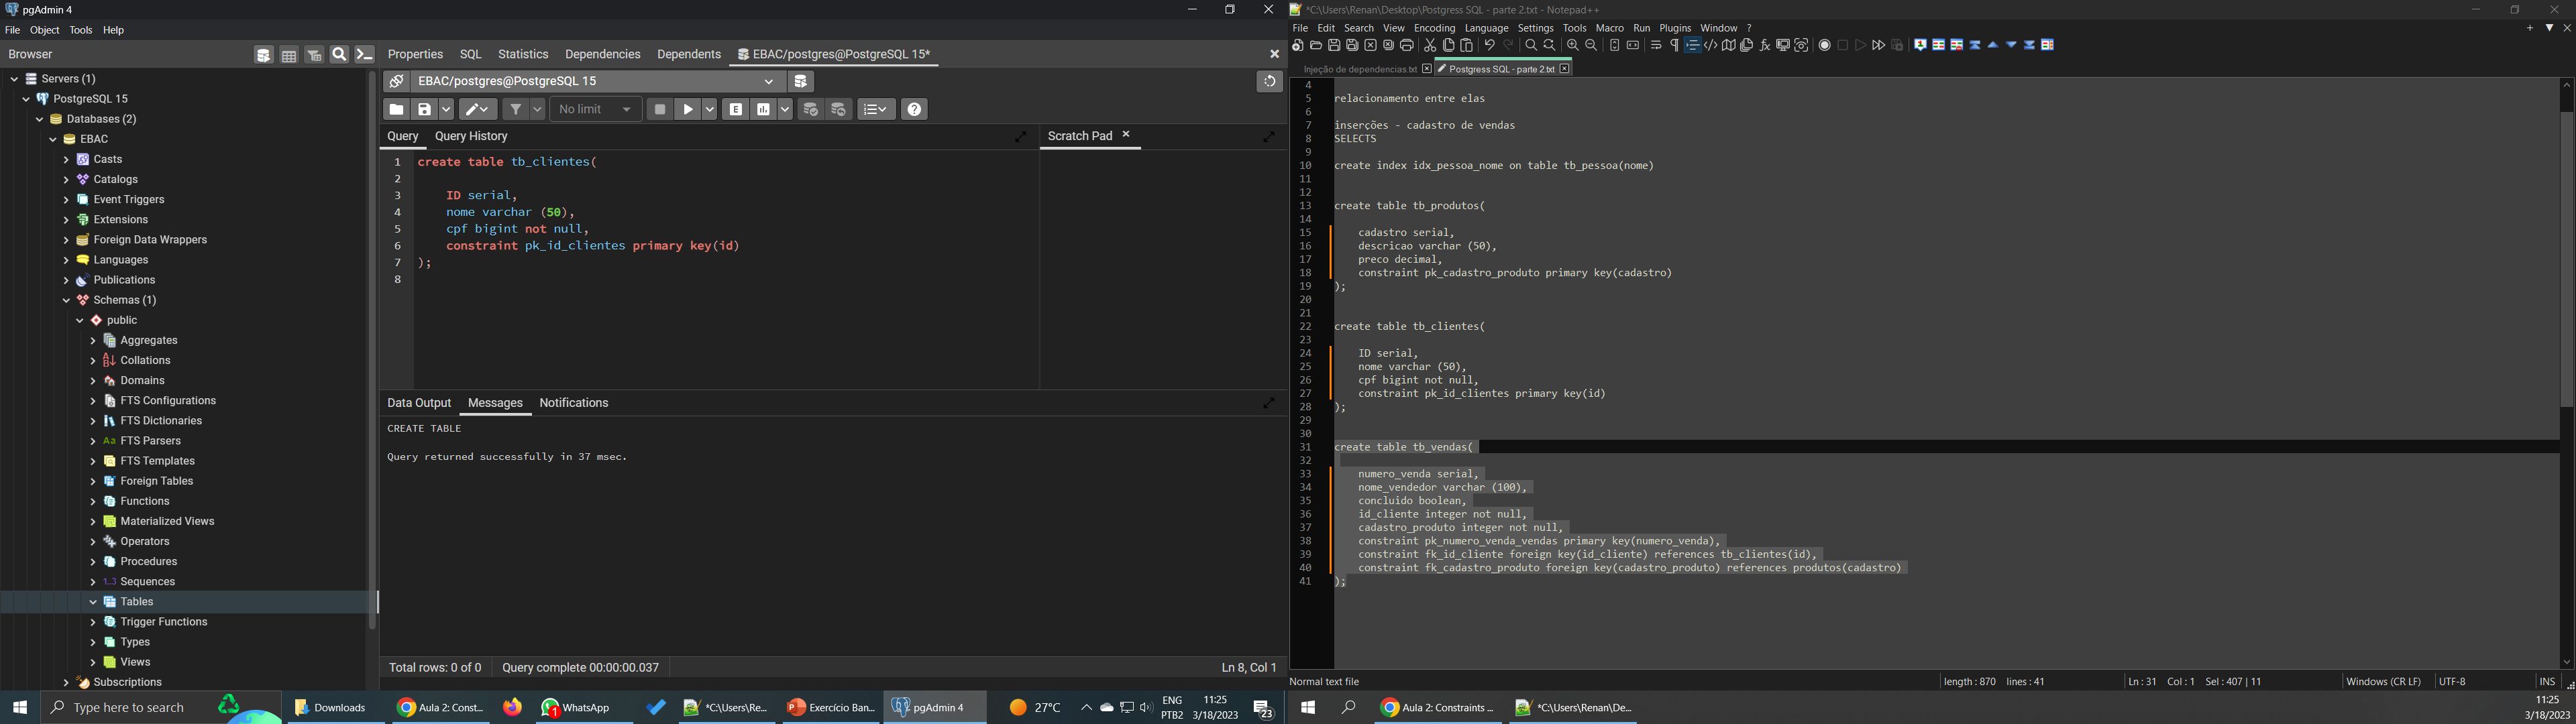 pgAdmin 4
File Object Tools Help
Browser
Servers (1)
PostgreSQL 15
Databases (2)
EBAC
Casts
Catalogs
Event Triggers
Extensions
Foreign Data Wrappers
Languages
Publications
Schemas (1)
public
Aggregates
Collations
Domains
FTS Configurations
FTS Dictionaries
FTS Parsers
FTS Templates
Foreign Tables
Functions
Materialized Views
Operators
Procedures
Sequences
Tables
Trigger Functions
Types
Views
Subscriptions
Properties SQL Statistics Dependencies Dependents EBAC/postgres@PostgreSQL 15*
EBAC/postgres@PostgreSQL 15
No limit
Query Query History
Scratch Pad
1 create table tb_clientes(
2
3 ID serial,
4 nome varchar (50),
5 cpf bigint not null,
6 constraint pk_id_clientes primary key(id)
7 );
8
Data Output Messages Notifications
CREATE TABLE
Query returned successfully in 37 msec.
Total rows: 0 of 0 Query complete 00:00:00.037 Ln 8, Col 1
Type here to search
Downloads
Aula 2: Const...
1
WhatsApp
*C:\Users\Re...
Exercício Ban...
pgAdmin 4
27°C
ENG
PTB2
11:25
3/18/2023
23
*C:\Users\Renan\Desktop\Postgress SQL - parte 2.txt - Notepad++
File Edit Search View Encoding Language Settings Tools Macro Run Plugins Window ?
Injeção de dependencias.txt Postgress SQL - parte 2.txt
4
5 relacionamento entre elas
6
7 inserções - cadastro de vendas
8 SELECTS
9
10 create index idx_pessoa_nome on table tb_pessoa(nome)
11
12
13 create table tb_produtos(
14
15 cadastro serial,
16 descricao varchar (50),
17 preco decimal,
18 constraint pk_cadastro_produto primary key(cadastro)
19 );
20
21
22 create table tb_clientes(
23
24 ID serial,
25 nome varchar (50),
26 cpf bigint not null,
27 constraint pk_id_clientes primary key(id)
28 );
29
30
31 create table tb_vendas(
32
33 numero_venda serial,
34 nome_vendedor varchar (100),
35 concluido boolean,
36 id_cliente integer not null,
37 cadastro_produto integer not null,
38 constraint pk_numero_venda_vendas primary key(numero_venda),
39 constraint fk_id_cliente foreign key(id_cliente) references tb_clientes(id),
40 constraint fk_cadastro_produto foreign key(cadastro_produto) references produtos(cadastro)
41 );
Normal text file length : 870 lines : 41 Ln : 31 Col : 1 Sel : 407 | 11 Windows (CR LF) UTF-8 INS
Aula 2: Constraints ...
*C:\Users\Renan\De...
11:25
3/18/2023